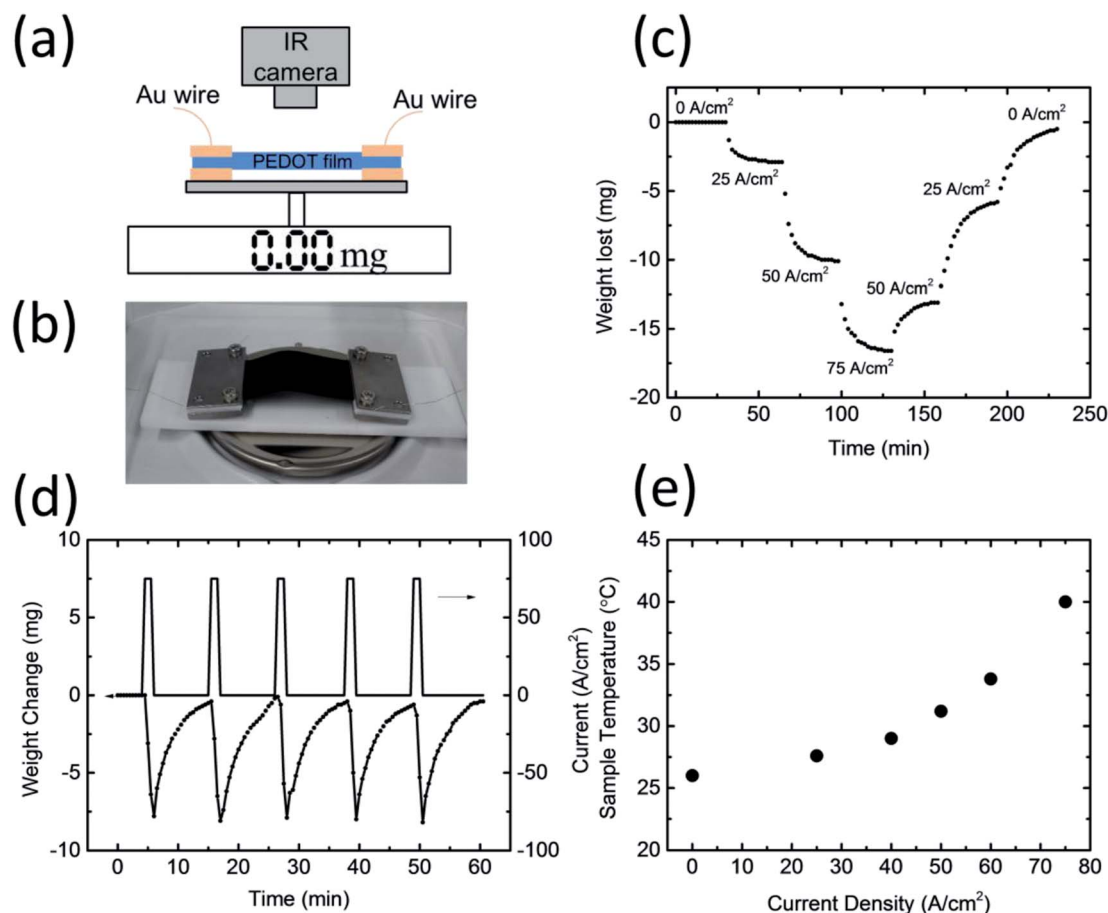 (a)
IR
camera
Au wire
Au wire
PEDOT film
0.00 mg
(b)
(c)
0 A/cm²
25 A/cm²
50 A/cm²
75 A/cm²
50 A/cm²
25 A/cm²
0 A/cm²
0
-5
-10
-15
-20
Weight lost (mg)
0 50 100 150 200 250
Time (min)
(d)
10
5
0
-5
-10
Weight Change (mg)
100
50
0
-50
-100
Current (A/cm²)
0 10 20 30 40 50 60
Time (min)
(e)
45
40
35
30
25
20
Sample Temperature (°C)
0 10 20 30 40 50 60 70 80
Current Density (A/cm²)